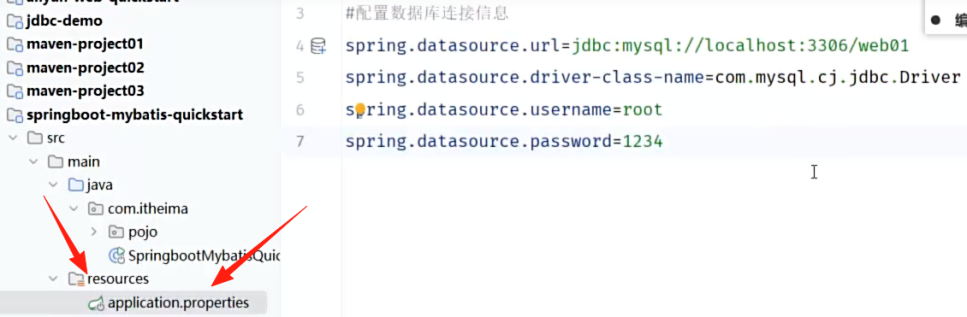 jdbc-demo
maven-project01
maven-project02
maven-project03
springboot-mybatis-quickstart
src
main
java
com.itheima
pojo
resources
application.properties
3 #配置数据库连接信息
4 spring.datasource.url=jdbc:mysql://localhost:3306/web01
5 spring.datasource.driver-class-name=com.mysql.cj.jdbc.Driver
6 spring.datasource.username=root
7 spring.datasource.password=1234
编